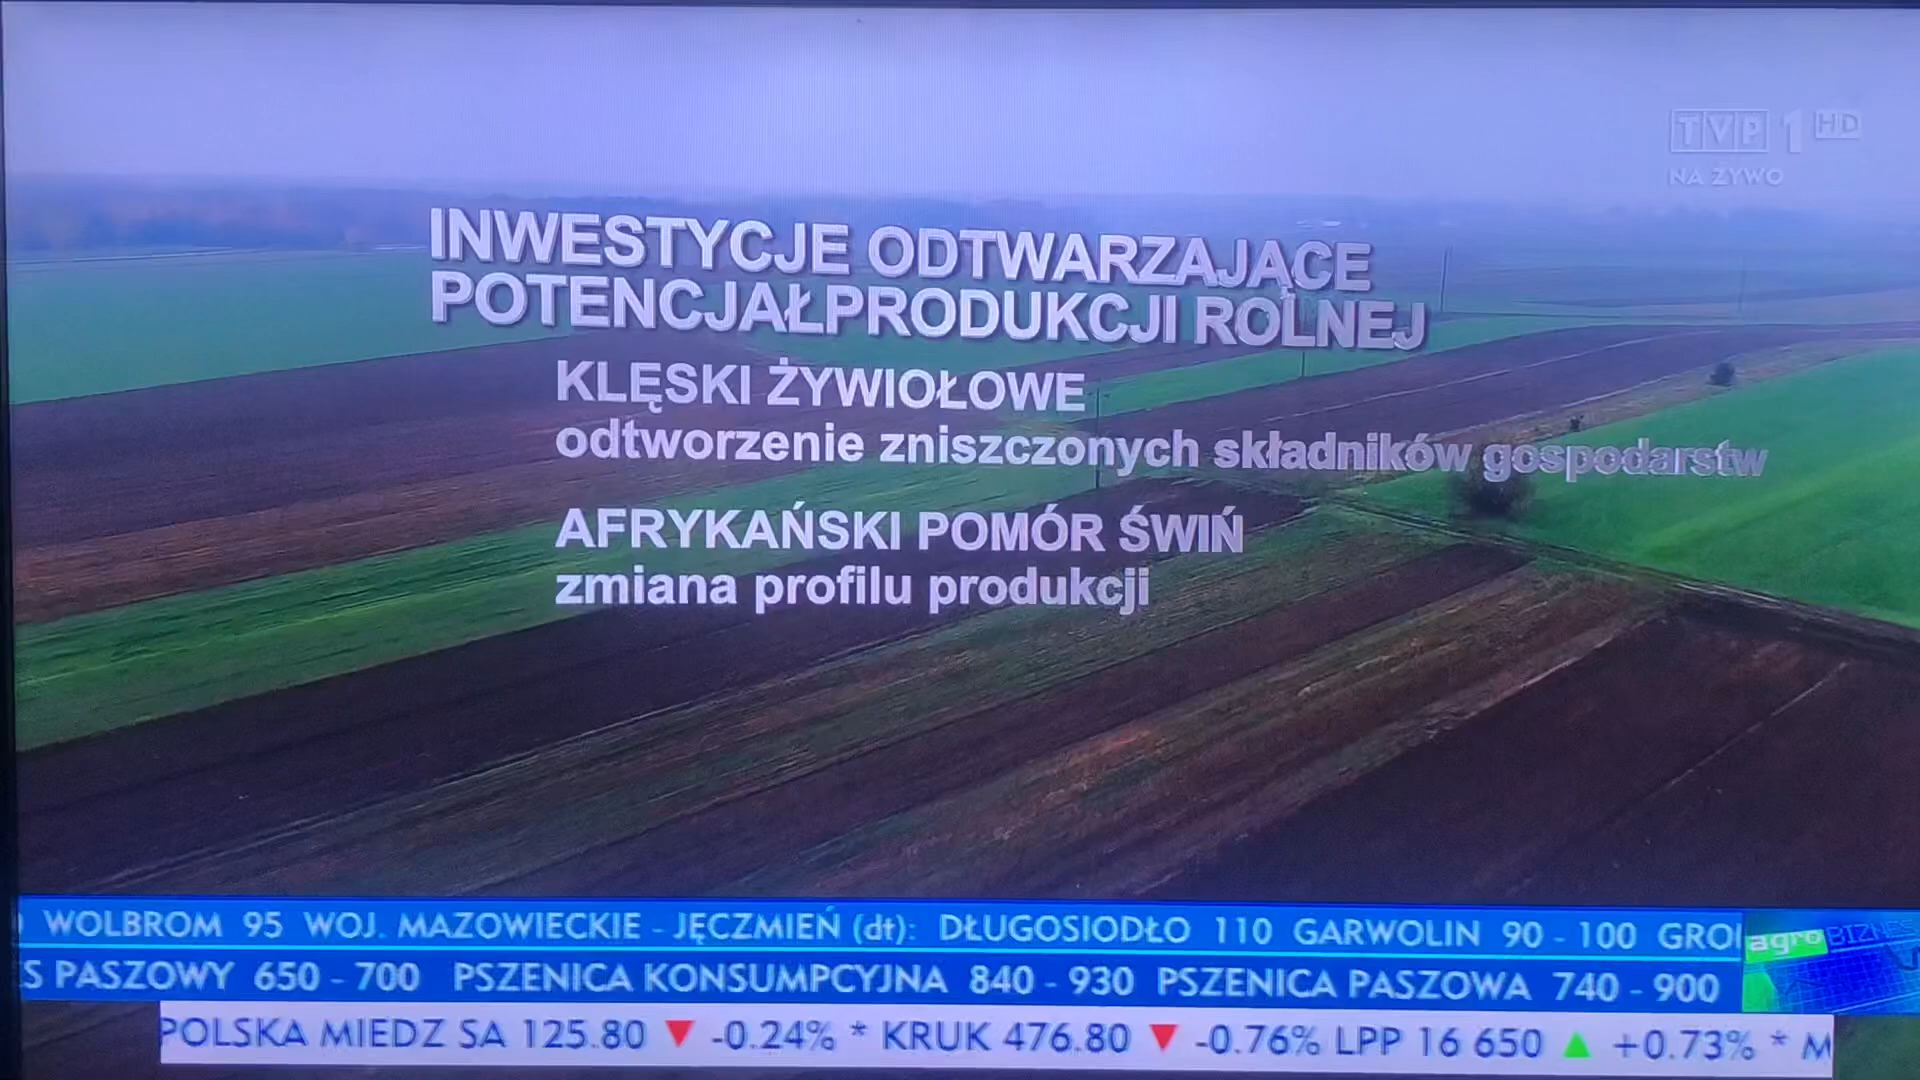 TVP 1 HD
NA ŻYWO
INWESTYCJE ODTWARZAJĄCE
POTENCJAŁPRODUKCJI ROLNEJ
KLĘSKI ŻYWIOŁOWE
odtworzenie zniszczonych składników gospodarstw
AFRYKAŃSKI POMÓR ŚWIŃ
zmiana profilu produkcji
WOLBROM 95 WOJ. MAZOWIECKIE - JĘCZMIEŃ (dt): DŁUGOSIODŁO 110 GARWOLIN 90 - 100 GRO
agro BIZNES
S PASZOWY 650 - 700 PSZENICA KONSUMPCYJNA 840 - 930 PSZENICA PASZOWA 740 - 900
POLSKA MIEDZ SA 125.80 ▼ -0.24% * KRUK 476.80 ▼ -0.76% LPP 16 650 ▲ +0.73% * M